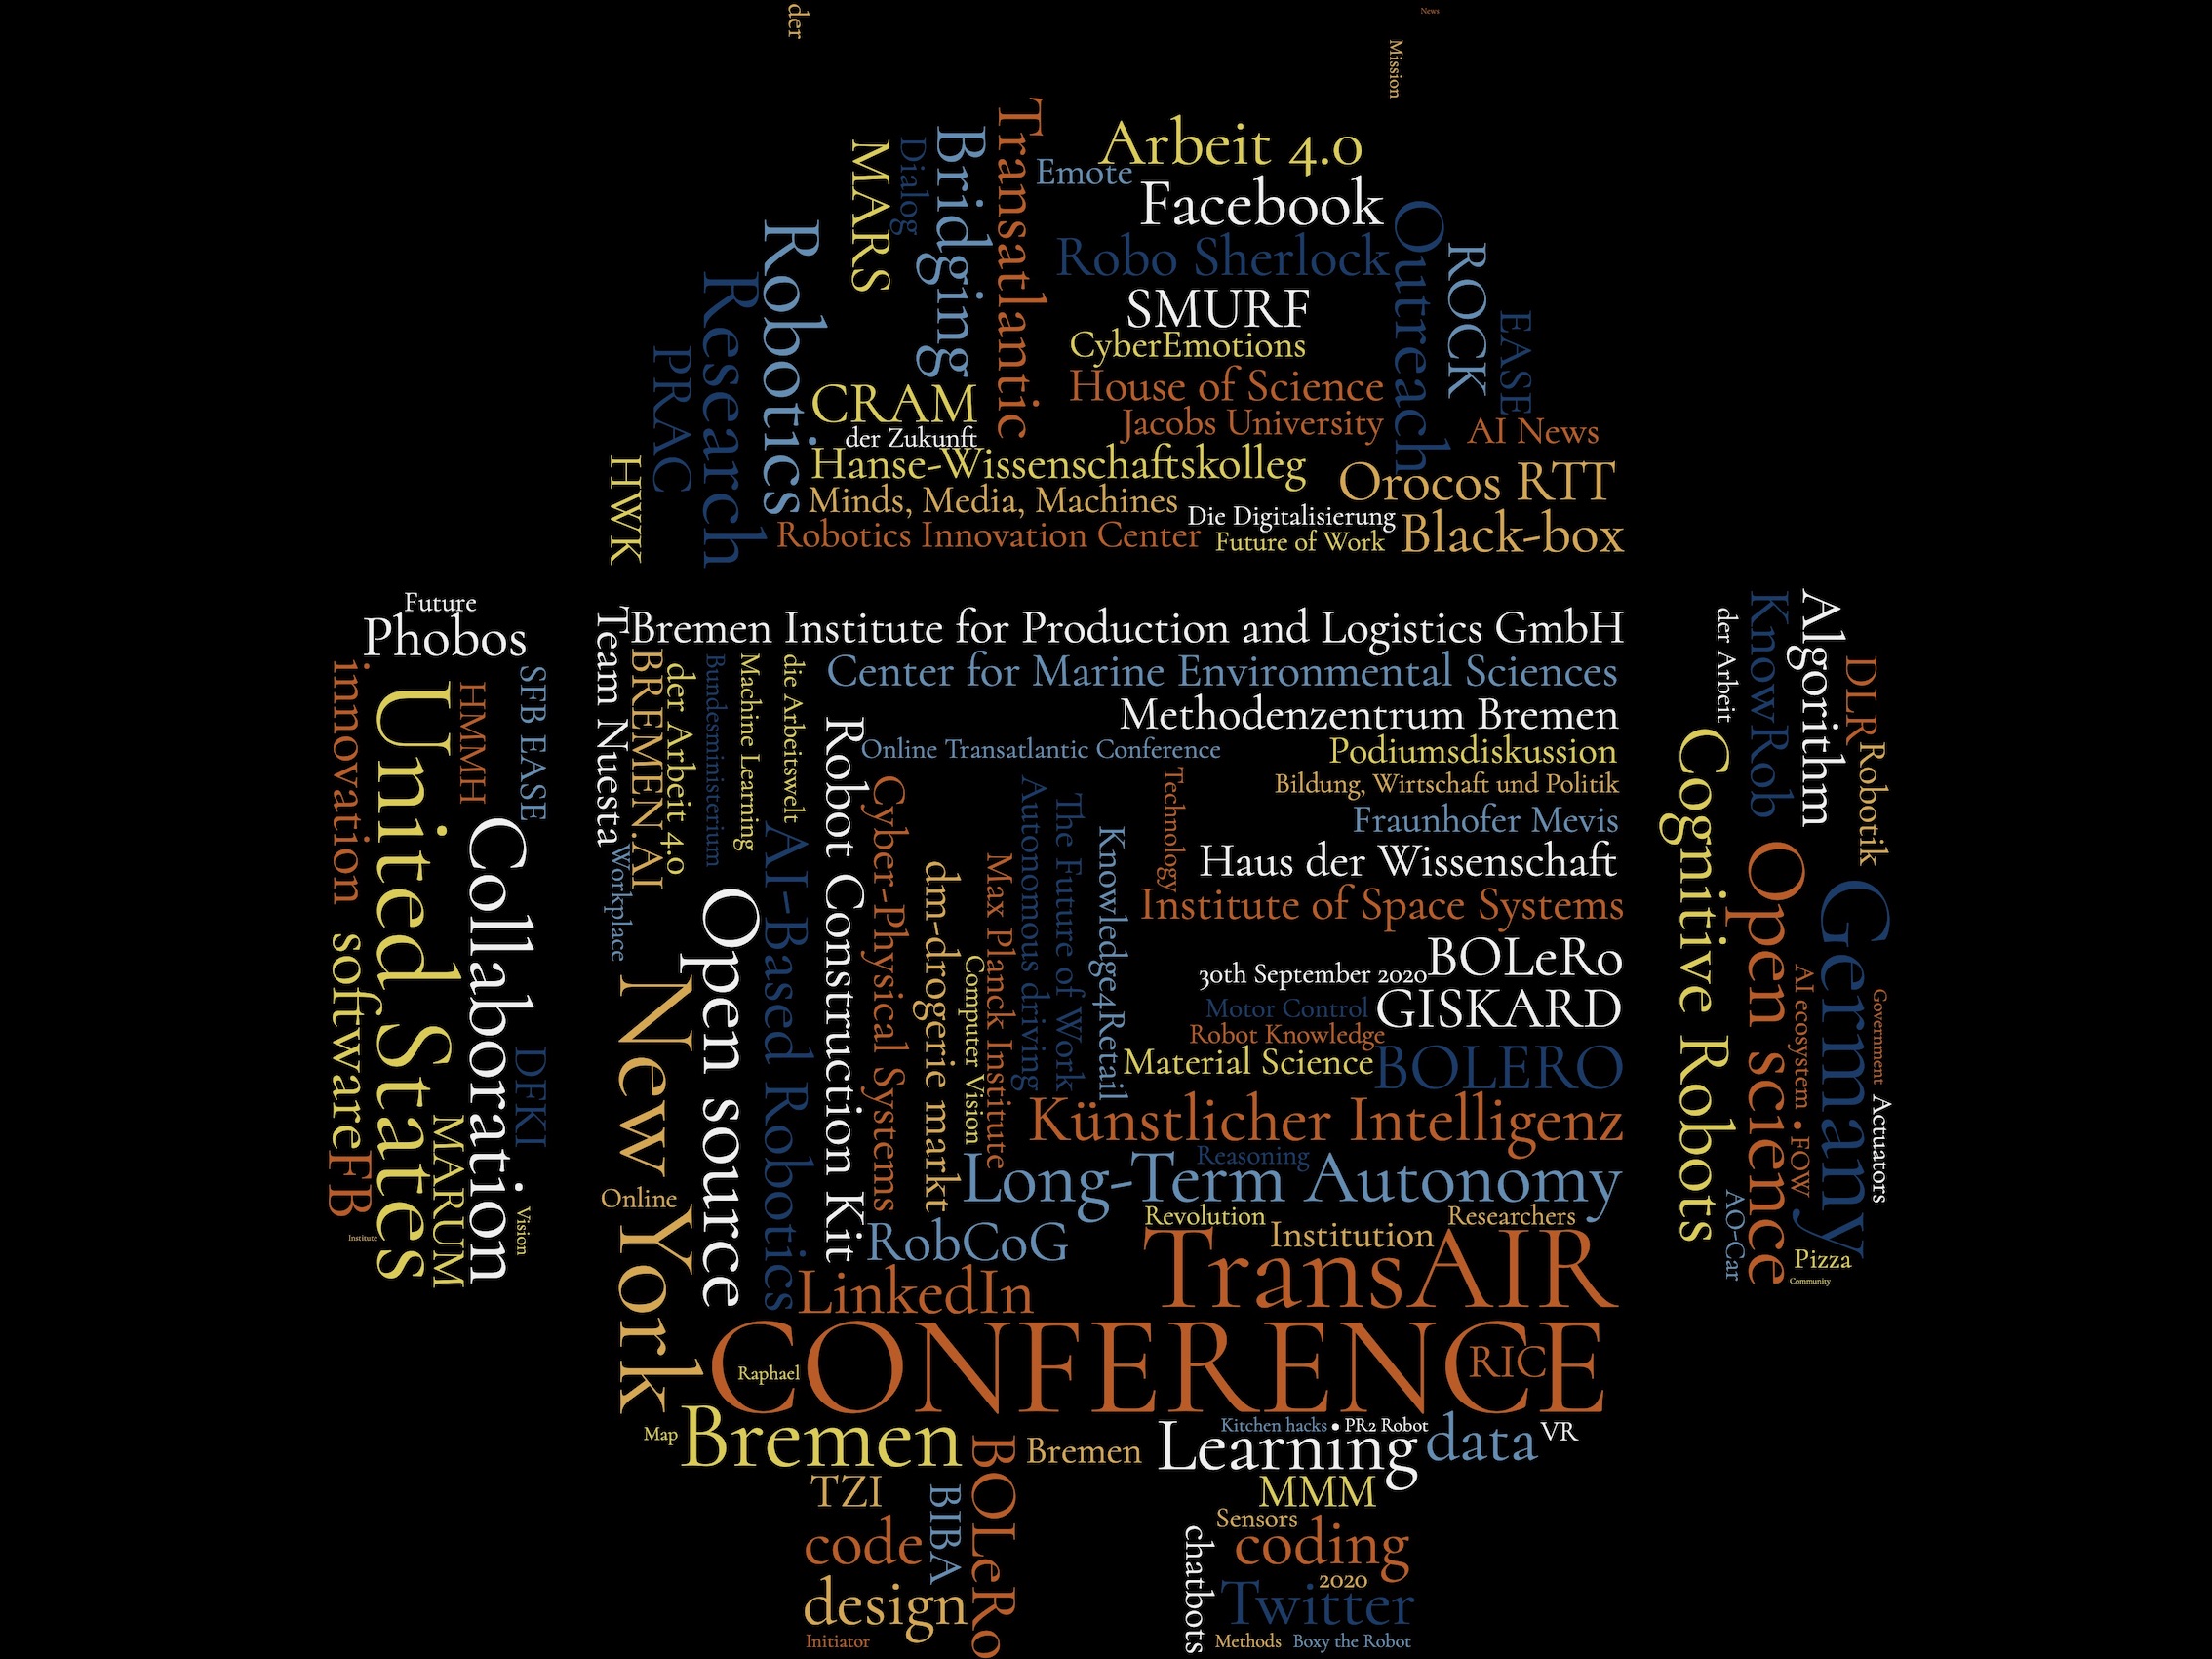 der
News
Mission
Transatlantic
Bridging
Dialog
MARS
Arbeit 4.0
Emote
Facebook
Robo Sherlock
Outreach
ROCK
EASE
SMURF
CyberEmotions
House of Science
Jacobs University
AI News
Robotics
Research
PRAC
HWK
CRAM
der Zukunft
Hanse-Wissenschaftskolleg
Orocos RTT
Minds, Media, Machines
Die Digitalisierung
Black-box
Robotics Innovation Center
Future of Work
Future
Phobos
innovation
United States
HMMH
SFB EASE
Collaboration
software
DFKI
MARUM
FB
Vision
Institute
Team Nuesta
Bremen Institute for Production and Logistics GmbH
BREMEN.AI
der Arbeit 4.0
Bundesministerium
Machine Learning
die Arbeitswelt
Center for Marine Environmental Sciences
Methodenzentrum Bremen
Robot Construction Kit
Online Transatlantic Conference
Podiumsdiskussion
Bildung, Wirtschaft und Politik
Cyber-Physical Systems
Autonomous driving
The Future of Work
Technology
Fraunhofer Mevis
Knowledge4Retail
AI-Based Robotics
Workplace
Haus der Wissenschaft
dm-drogerie markt
Max Planck Institute
Computer Vision
Institute of Space Systems
Open source
BOLeRo
30th September 2020
New York
Motor Control
GISKARD
Robot Knowledge
Material Science
BOLERO
Künstlicher Intelligenz
Reasoning
Long-Term Autonomy
Online
Revolution
Researchers
RobCoG
Institution
TransAIR
LinkedIn
CONFERENCE
Raphael
RIC
Map
Bremen
BOLeRo
Bremen
Kitchen hacks • PR2 Robot
Learning
data
VR
TZI
BIBA
MMM
Sensors
code
chatbots
coding
design
2020
Twitter
Initiator
Methods
Boxy the Robot
der Arbeit
KnowRob
Algorithm
DLR
Robotik
Cognitive Robots
Open science
Germany
AI ecosystem • FOW
Government
Actuators
AO-Car
Pizza
Community